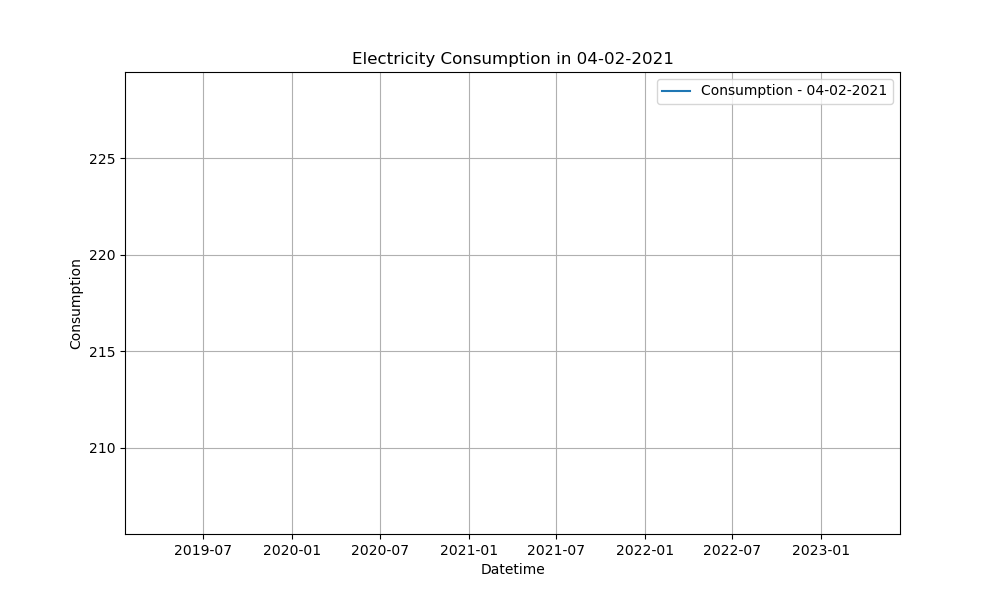 Electricity Consumption in 04-02-2021
Consumption - 04-02-2021
225
220
215
210
Consumption
2019-07 2020-01 2020-07 2021-01 2021-07 2022-01 2022-07 2023-01
Datetime